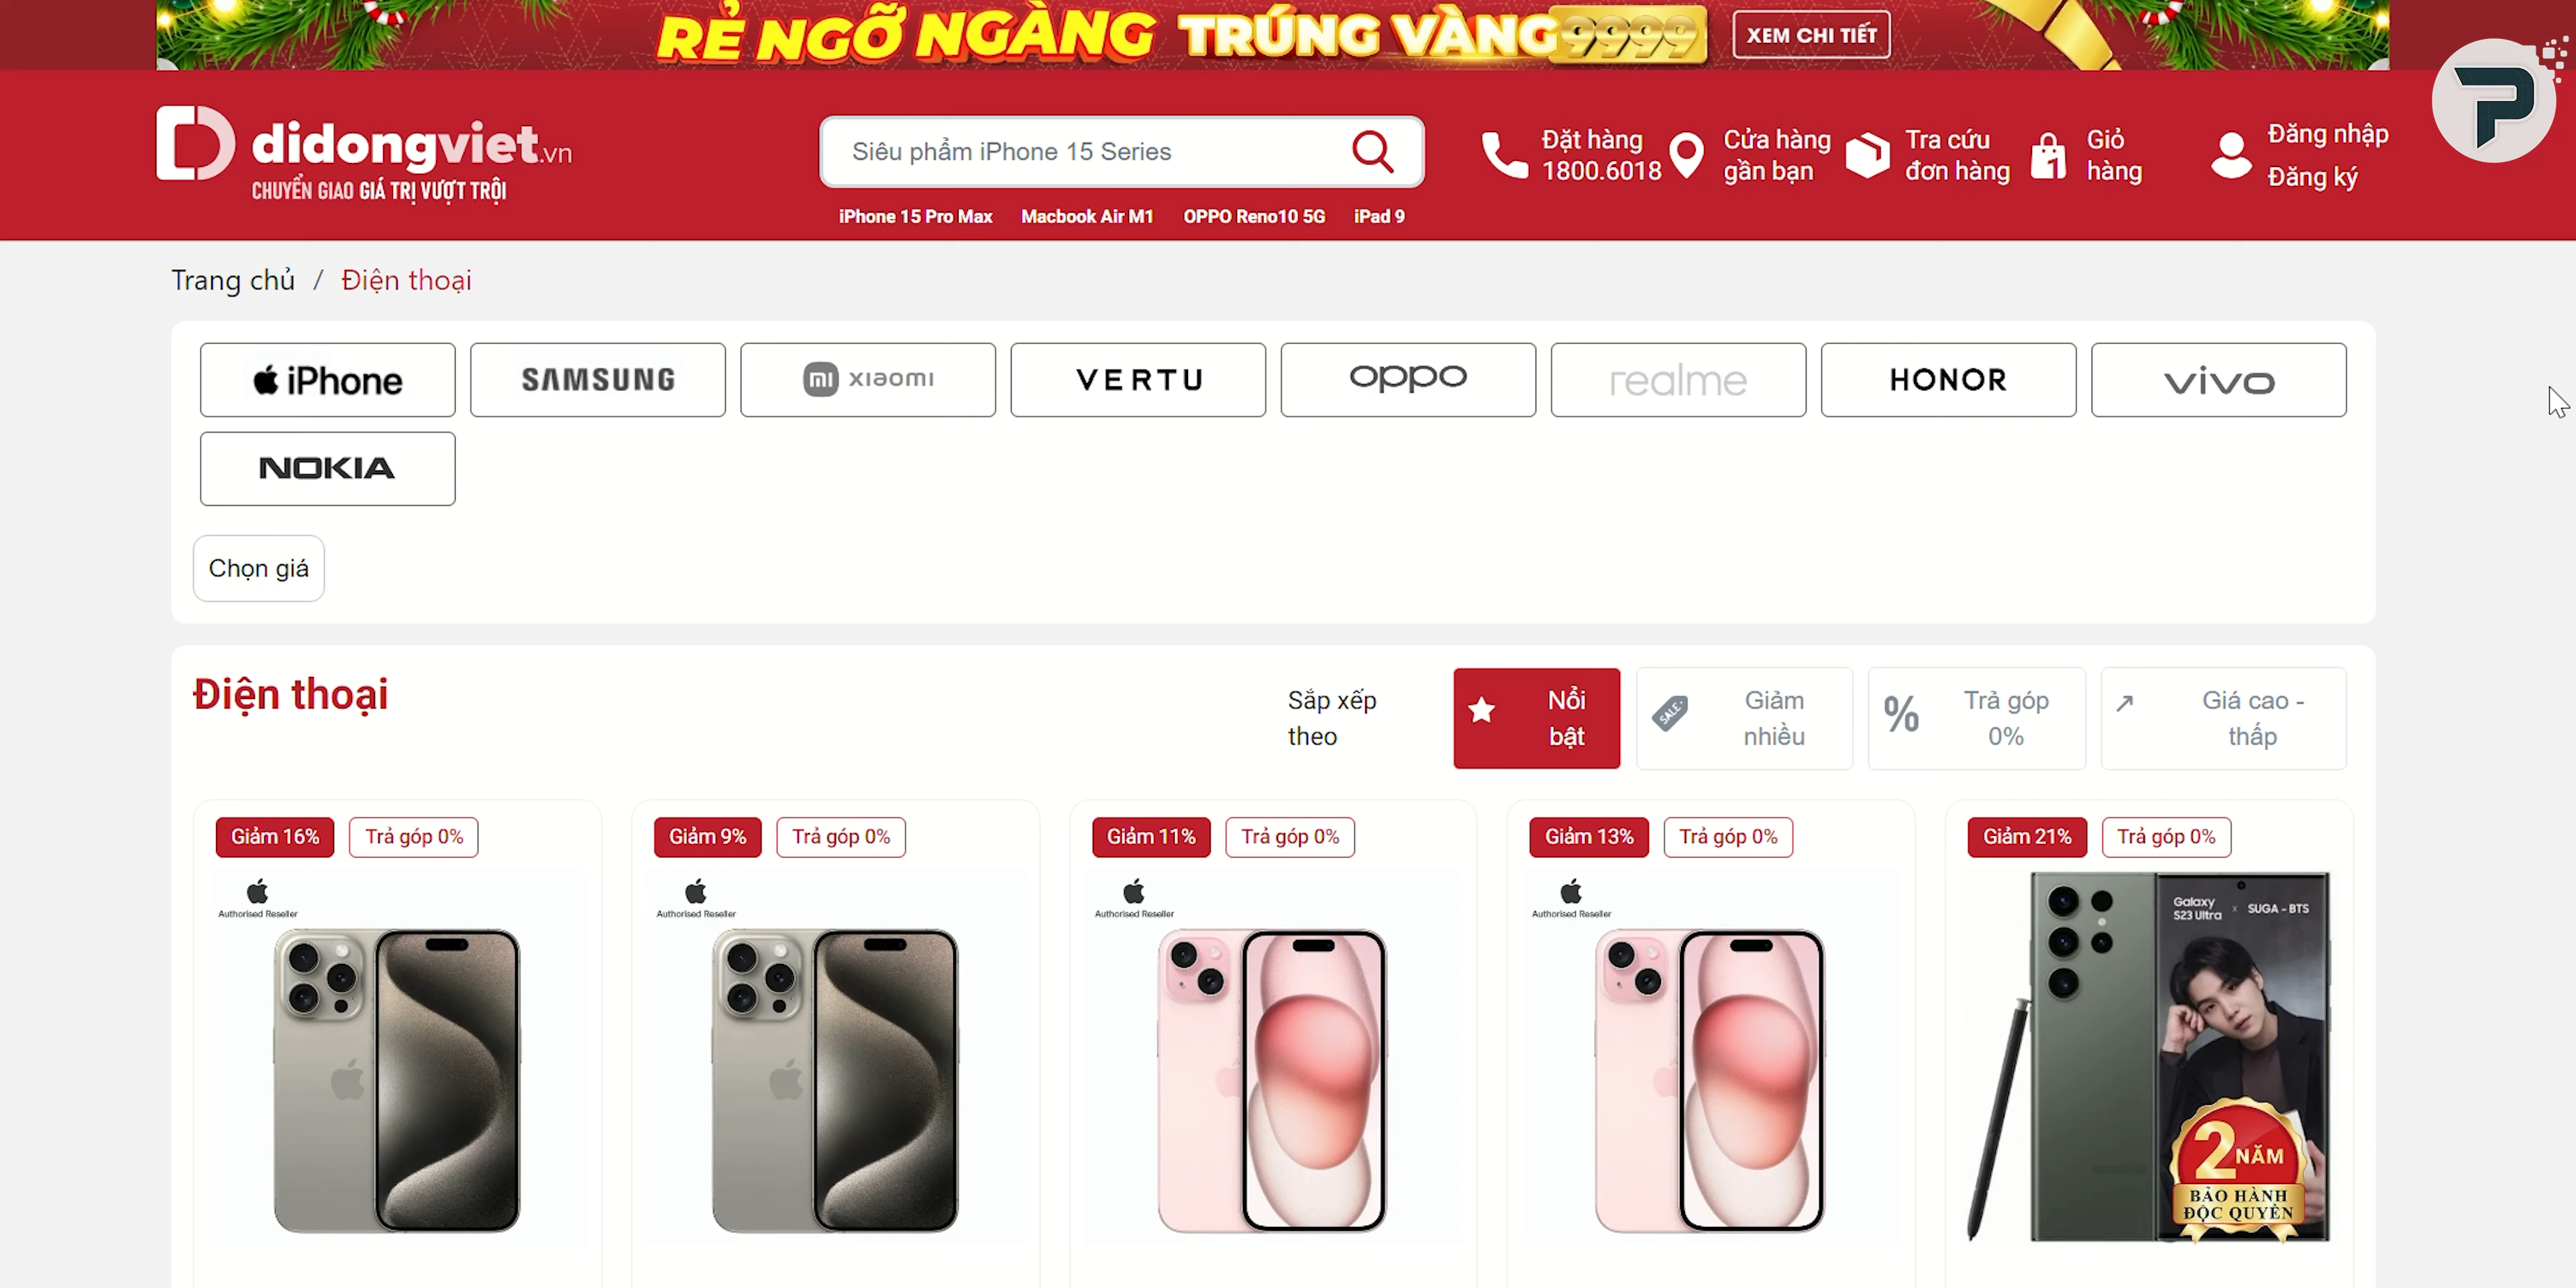 RẺ NGỠ NGÀNG TRÚNG VÀNG 9999 XEM CHI TIẾT
didongviet.vn
CHUYỂN GIAO GIÁ TRỊ VƯỢT TRỘI
Siêu phẩm iPhone 15 Series
iPhone 15 Pro Max Macbook Air M1 OPPO Reno10 5G iPad 9
Đặt hàng
1800.6018
Cửa hàng
gần bạn
Tra cứu
đơn hàng
1
Giỏ
hàng
Đăng nhập
Đăng ký
P
Trang chủ / Điện thoại
iPhone SAMSUNG xiaomi VERTU oppo realme HONOR vivo
NOKIA
Chọn giá
Điện thoại
Sắp xếp
theo
Nổi
bật
SALE
Giảm
nhiều
%
Trả góp
0%
Giá cao -
thấp
Giảm 16% Trả góp 0%
Authorised Reseller
Giảm 9% Trả góp 0%
Authorised Reseller
Giảm 11% Trả góp 0%
Authorised Reseller
Giảm 13% Trả góp 0%
Authorised Reseller
Giảm 21% Trả góp 0%
Galaxy
S23 Ultra x SUGA - BTS
2 NĂM
BẢO HÀNH
ĐỘC QUYỀN